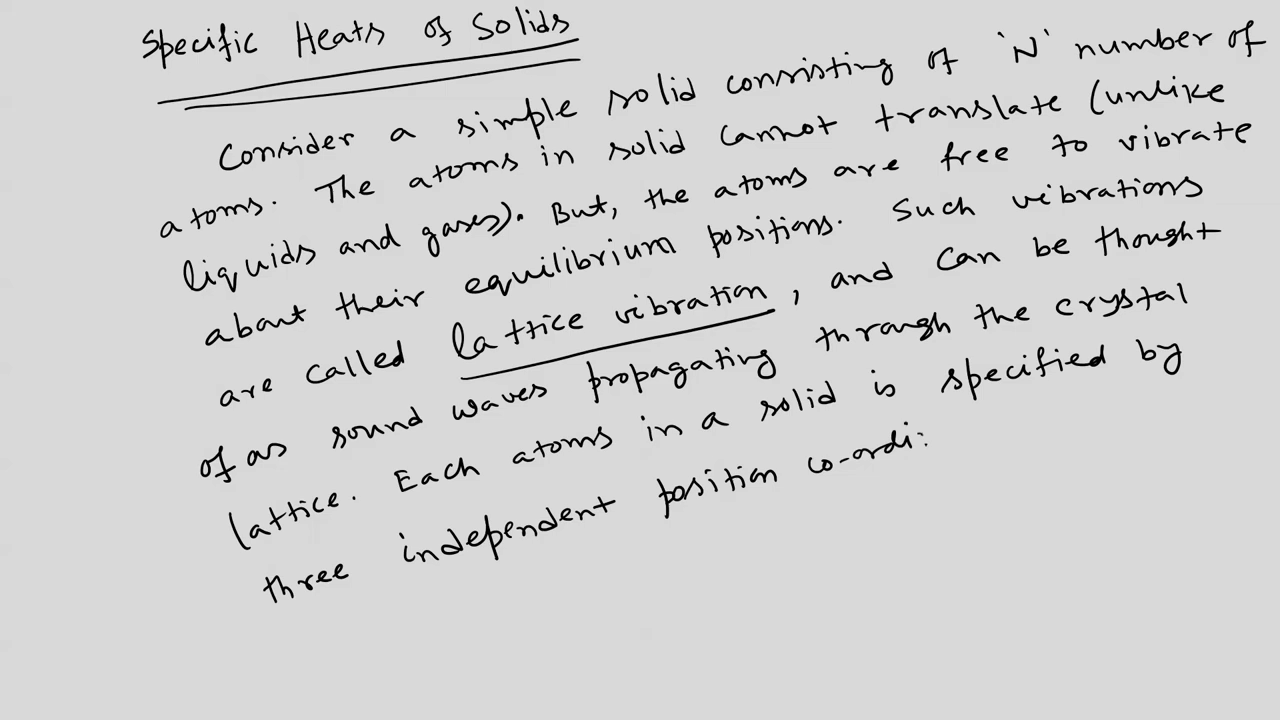 Specific Heats of Solids
Consider a simple solid consisting of 'N' number of
atoms. The atoms in solid cannot translate (unlike
liquids and gases). But, the atoms are free to vibrate
about their equilibrium positions. Such vibrations
are called lattice vibration, and can be thought
of as sound waves propagating through the crystal
lattice. Each atoms in a solid is specified by
three independent position co-ordi: